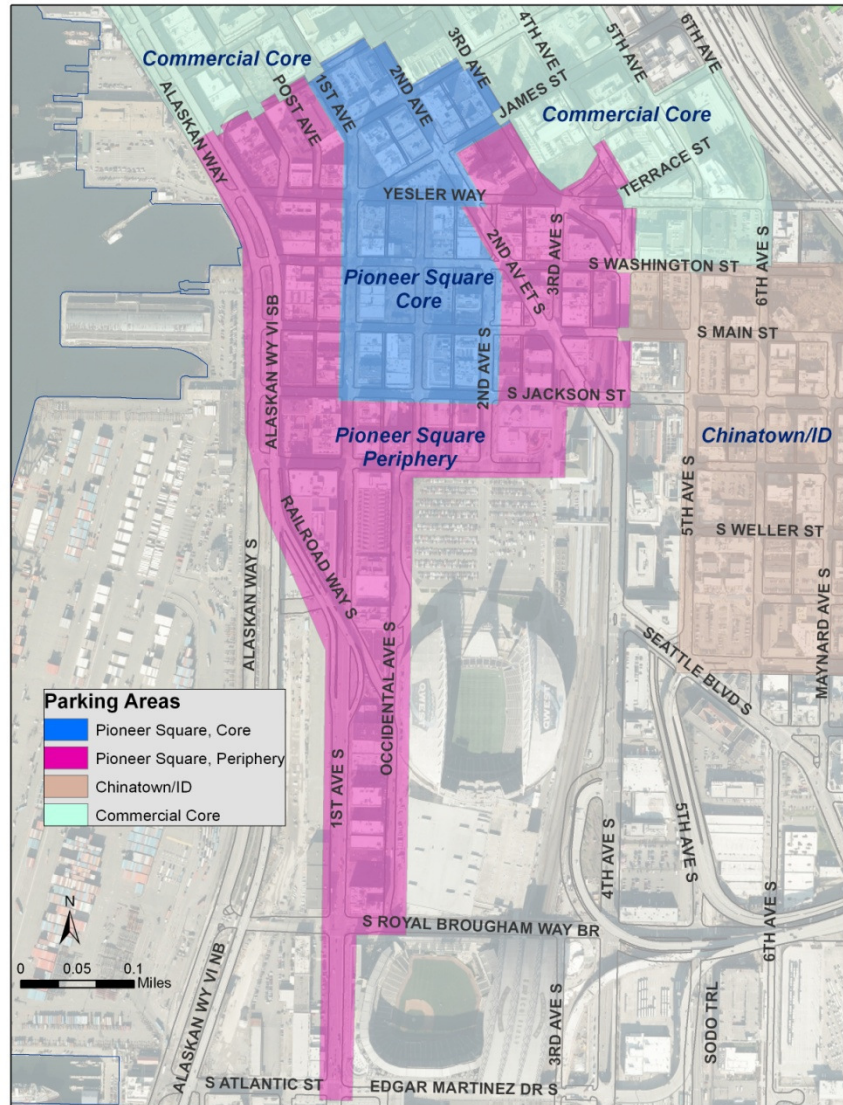 Commercial Core
ALASKAN WAY
POST AVE
1ST AVE
2ND AVE
3RD AVE
4TH AVE
5TH AVE
6TH AVE
JAMES ST
Commercial Core
TERRACE ST
YESLER WAY
2ND AV ET S
3RD AVE S
S WASHINGTON ST
6TH AVE S
Pioneer Square
Core
ALASKAN WY VI SB
S MAIN ST
2ND AVE S
S JACKSON ST
Pioneer Square
Periphery
Chinatown/ID
5TH AVE S
S WELLER ST
MAYNARD AVE S
RAILROAD WAY S
ALASKAN WAY S
OCCIDENTAL AVE S
SEATTLE BLVD S
QWEST
Parking Areas
Pioneer Square, Core
Pioneer Square, Periphery
Chinatown/ID
Commercial Core
1ST AVE S
4TH AVE S
5TH AVE S
6TH AVE S
S ROYAL BROUGHAM WAY BR
N
0 0.05 0.1
Miles
ALASKAN WY VI NB
3RD AVE S
SODO TRL
S ATLANTIC ST
EDGAR MARTINEZ DR S